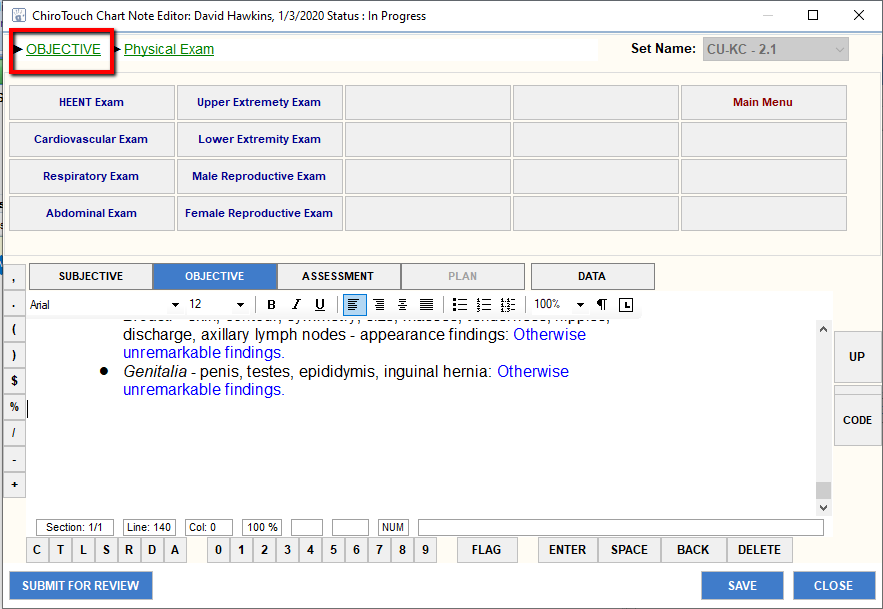 ChiroTouch Chart Note Editor: David Hawkins, 1/3/2020 Status : In Progress
OBJECTIVE Physical Exam Set Name: CU-KC - 2.1
HEENT Exam Upper Extremety Exam Main Menu
Cardiovascular Exam Lower Extremity Exam
Respiratory Exam Male Reproductive Exam
Abdominal Exam Female Reproductive Exam
, SUBJECTIVE OBJECTIVE ASSESSMENT PLAN DATA
. Arial 12 B I U 100% ¶ L
(
discharge, axillary lymph nodes - appearance findings: Otherwise
) unremarkable findings.
$ • Genitalia - penis, testes, epididymis, inguinal hernia: Otherwise
% unremarkable findings.
/
-
+
UP
CODE
Section: 1/1 Line: 140 Col: 0 100 % NUM
C T L S R D A 0 1 2 3 4 5 6 7 8 9 FLAG ENTER SPACE BACK DELETE
SUBMIT FOR REVIEW SAVE CLOSE